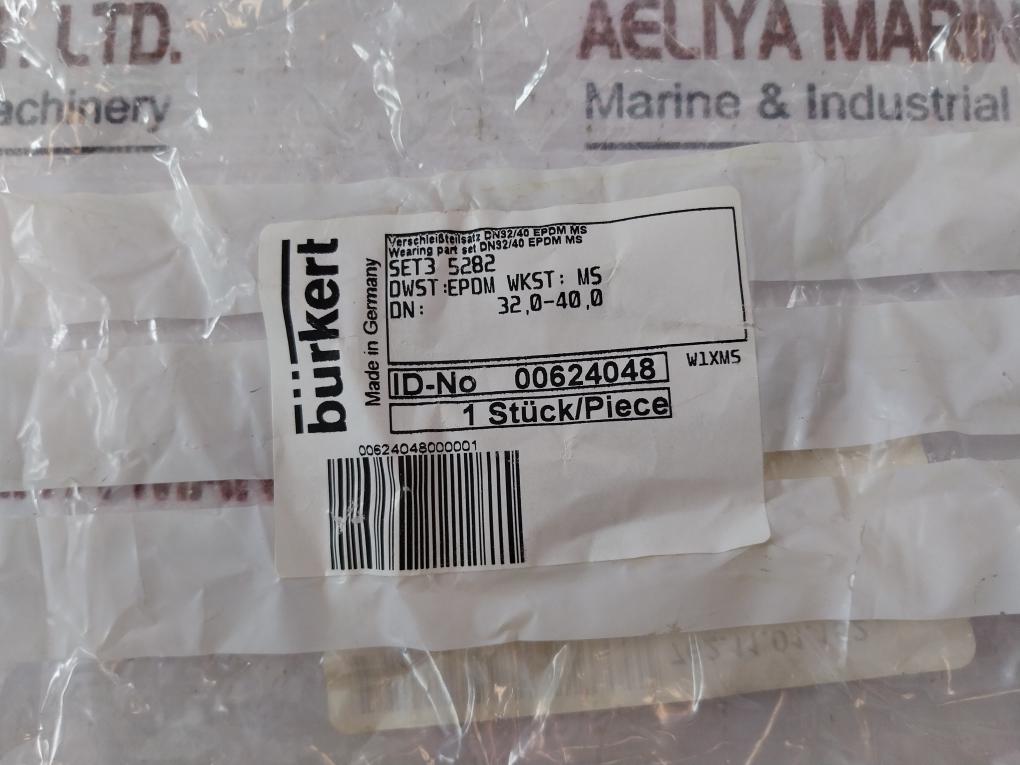 LTD.
AELIYA MARIN
achinery
Marine & Industrial
bürkert
Made in Germany
Verschleißteilsatz DN32/40 EPDM MS
Wearing part set DN32/40 EPDM MS
SET3 5282
DWST:EPDM WKST: MS
DN: 32,0-40,0
W1XMS
ID-No 00624048
1 Stück/Piece
00624048000001